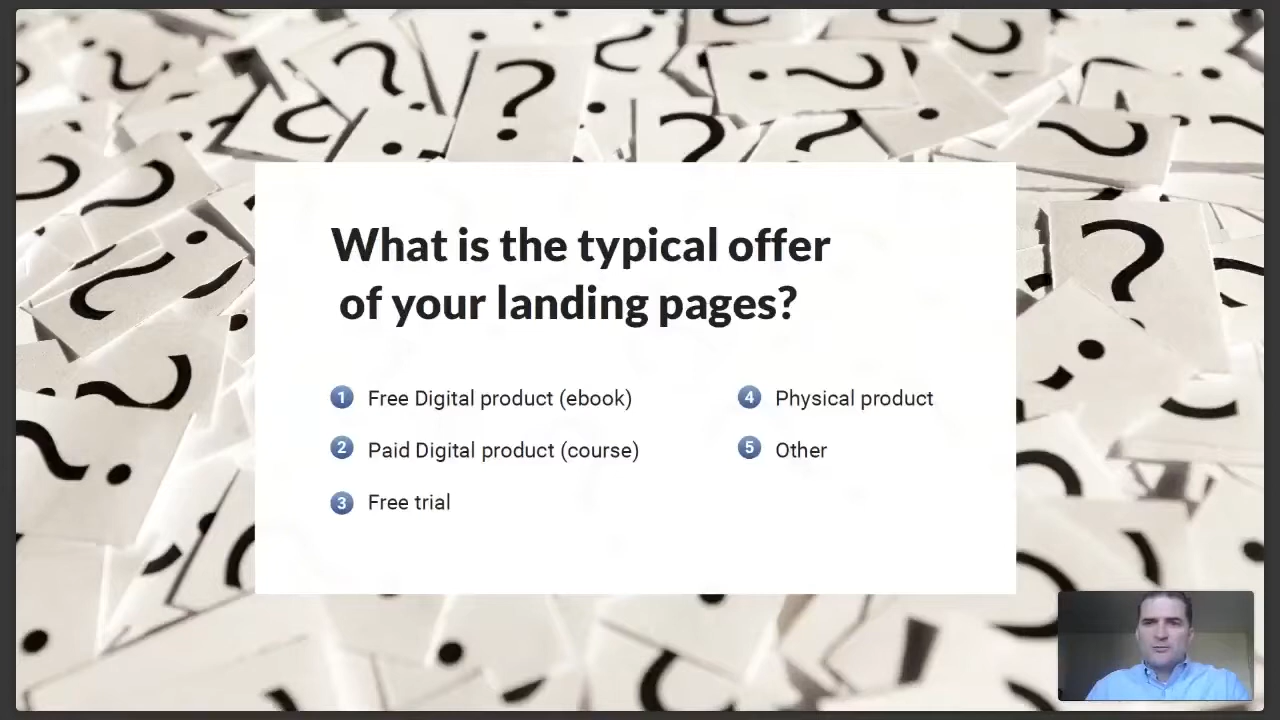 What is the typical offer
of your landing pages?
1 Free Digital product (ebook)
2 Paid Digital product (course)
3 Free trial
4 Physical product
5 Other